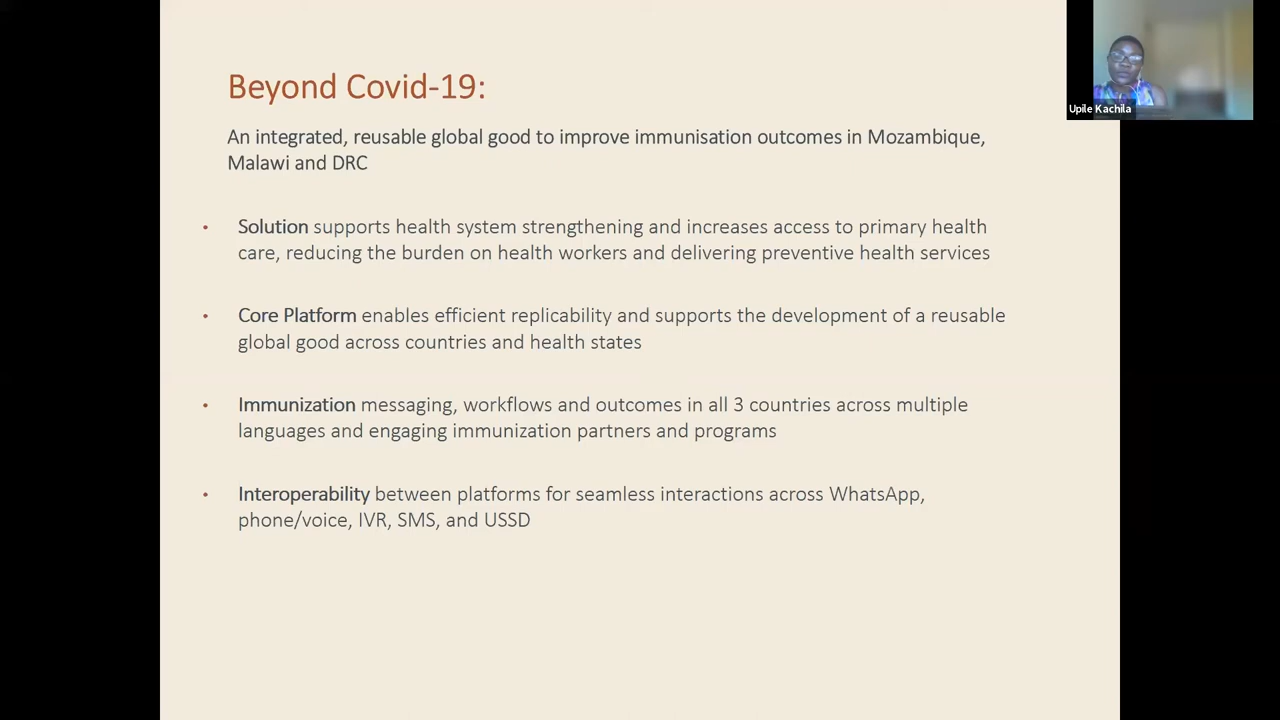 Beyond Covid-19:
An integrated, reusable global good to improve immunisation outcomes in Mozambique,
Malawi and DRC
• Solution supports health system strengthening and increases access to primary health
care, reducing the burden on health workers and delivering preventive health services
• Core Platform enables efficient replicability and supports the development of a reusable
global good across countries and health states
• Immunization messaging, workflows and outcomes in all 3 countries across multiple
languages and engaging immunization partners and programs
• Interoperability between platforms for seamless interactions across WhatsApp,
phone/voice, IVR, SMS, and USSD
Upile Kachila